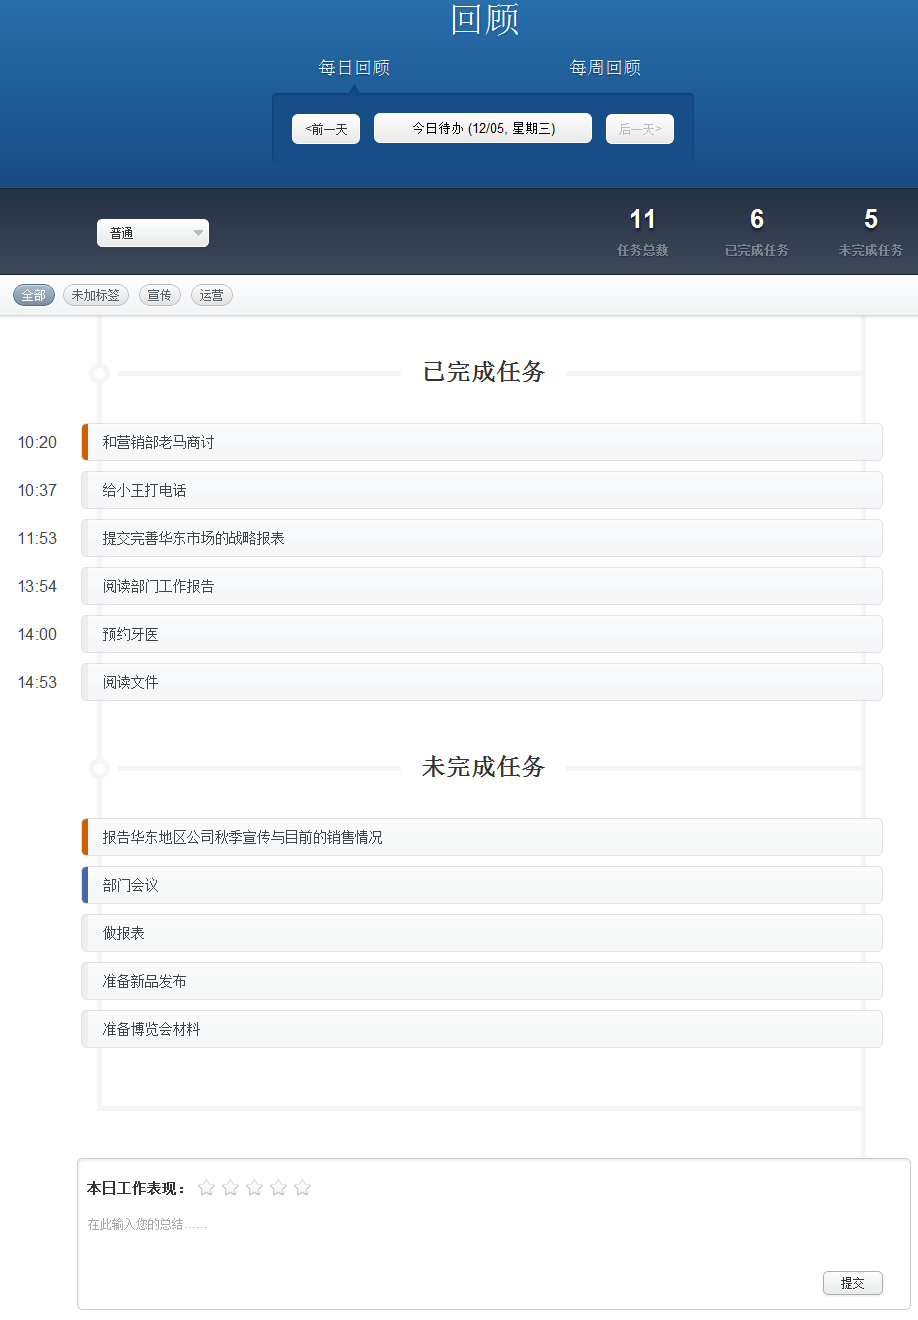 回顾
每日回顾 每周回顾
<前一天 今日待办 (12/05, 星期三) 后一天>
普通
11 6 5
任务总数 已完成任务 未完成任务
全部 未加标签 宣传 运营
已完成任务
10:20 和营销部老马商讨
10:37 给小王打电话
11:53 提交完善华东市场的战略报表
13:54 阅读部门工作报告
14:00 预约牙医
14:53 阅读文件
未完成任务
报告华东地区公司秋季宣传与目前的销售情况
部门会议
做报表
准备新品发布
准备博览会材料
本日工作表现：
在此输入您的总结……
提交